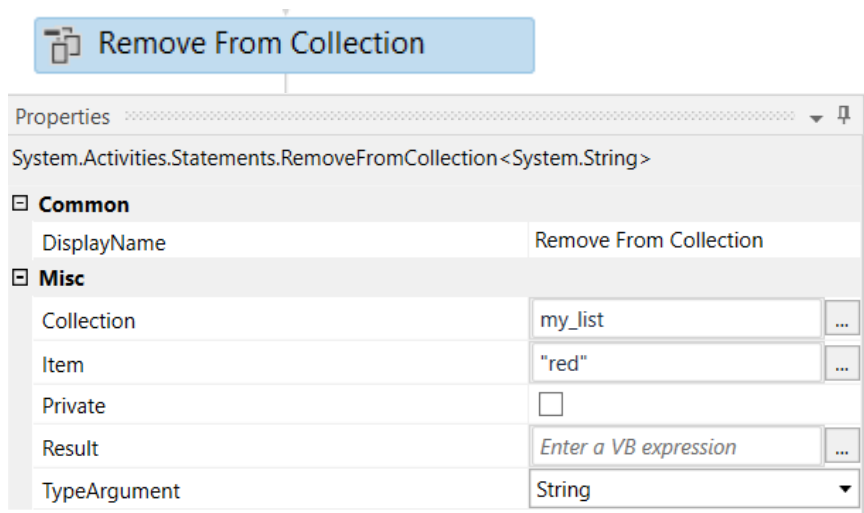 Remove From Collection
Properties
System.Activities.Statements.RemoveFromCollection<System.String>
Common
DisplayName Remove From Collection
Misc
Collection my_list ...
Item "red" ...
Private
Result Enter a VB expression ...
TypeArgument String